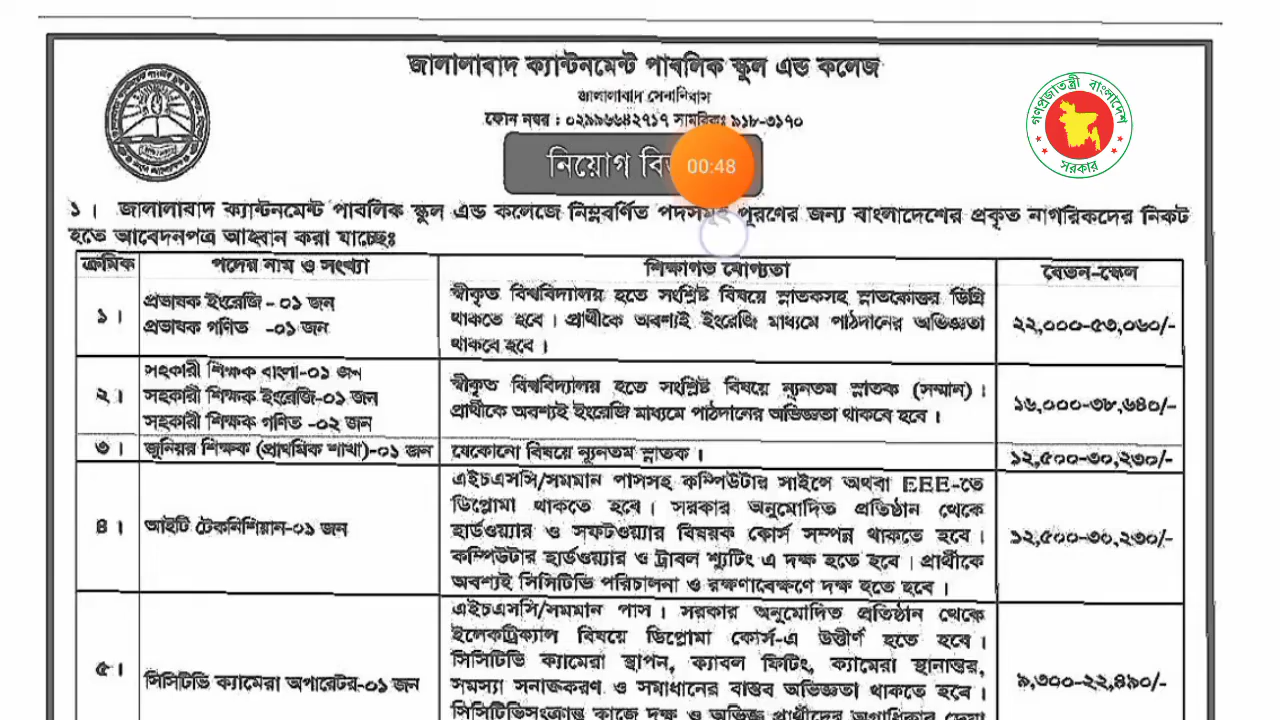 জালালাবাদ ক্যান্টনমেন্ট পাবলিক স্কুল এন্ড কলেজ
জালালাবাদ সেনানিবাস
ফোন নম্বর : ০২৯৯৬৬৪২৭১৭ সামরিকঃ ৯১৮-৩১৭০
গণপ্রজাতন্ত্রী বাংলাদেশ
সরকার
নিয়োগ
00:48
১। জালালাবাদ ক্যান্টনমেন্ট পাবলিক স্কুল এন্ড কলেজে নিম্নবর্ণিত পদসমূহ পূরণের জন্য বাংলাদেশের প্রকৃত নাগরিকদের নিকট
হতে আবেদনপত্র আহ্বান করা যাচ্ছেঃ
ক্রমিক পদের নাম ও সংখ্যা শিক্ষাগত যোগ্যতা বেতন-স্কেল
১। প্রভাষক ইংরেজি - ০১ জন
প্রভাষক গণিত -০১ জন
স্বীকৃত বিশ্ববিদ্যালয় হতে সংশ্লিষ্ট বিষয়ে স্নাতকসহ স্নাতকোত্তর ডিগ্রি
থাকতে হবে। প্রার্থীকে অবশ্যই ইংরেজি মাধ্যমে পাঠদানের অভিজ্ঞতা
থাকবে হবে।
২২,০০০-৫৩,০৬০/-
২। সহকারী শিক্ষক বাংলা-০১ জন
সহকারী শিক্ষক ইংরেজি-০১ জন
সহকারী শিক্ষক গণিত -০২ জন
স্বীকৃত বিশ্ববিদ্যালয় হতে সংশ্লিষ্ট বিষয়ে ন্যূনতম স্নাতক (সম্মান)।
প্রার্থীকে অবশ্যই ইংরেজি মাধ্যমে পাঠদানের অভিজ্ঞতা থাকবে হবে।
১৬,০০০-৩৮,৬৪০/-
৩। জুনিয়র শিক্ষক (প্রাথমিক শাখা)-০১ জন যেকোনো বিষয়ে ন্যূনতম স্নাতক। ১২,৫০০-৩০,২৩০/-
৪। আইটি টেকনিশিয়ান-০১ জন
এইচএসসি/সমমান পাসসহ কম্পিউটার সাইন্সে অথবা EEE-তে
ডিপ্লোমা থাকতে হবে। সরকার অনুমোদিত প্রতিষ্ঠান থেকে
হার্ডওয়্যার ও সফটওয়্যার বিষয়ক কোর্স সম্পন্ন থাকতে হবে।
কম্পিউটার হার্ডওয়্যার ও ট্রাবল শ্যুটিং এ দক্ষ হতে হবে। প্রার্থীকে
অবশ্যই সিসিটিভি পরিচালনা ও রক্ষণাবেক্ষণে দক্ষ হতে হবে।
১২,৫০০-৩০,২৩০/-
৫। সিসিটিভি ক্যামেরা অপারেটর-০১ জন
এইচএসসি/সমমান পাস। সরকার অনুমোদিত প্রতিষ্ঠান থেকে
ইলেকট্রিক্যাল বিষয়ে ডিপ্লোমা কোর্স-এ উত্তীর্ণ হতে হবে।
সিসিটিভি ক্যামেরা স্থাপন, ক্যাবল ফিটিং, ক্যামেরা স্থানান্তর,
সমস্যা সনাক্তকরণ ও সমাধানের বাস্তব অভিজ্ঞতা থাকতে হবে।
সিসিটিভিসংক্রান্ত কাজে দক্ষ ও অভিজ্ঞ প্রার্থীদের অগ্রাধিকার দেয়া
৯,৩০০-২২,৪৯০/-